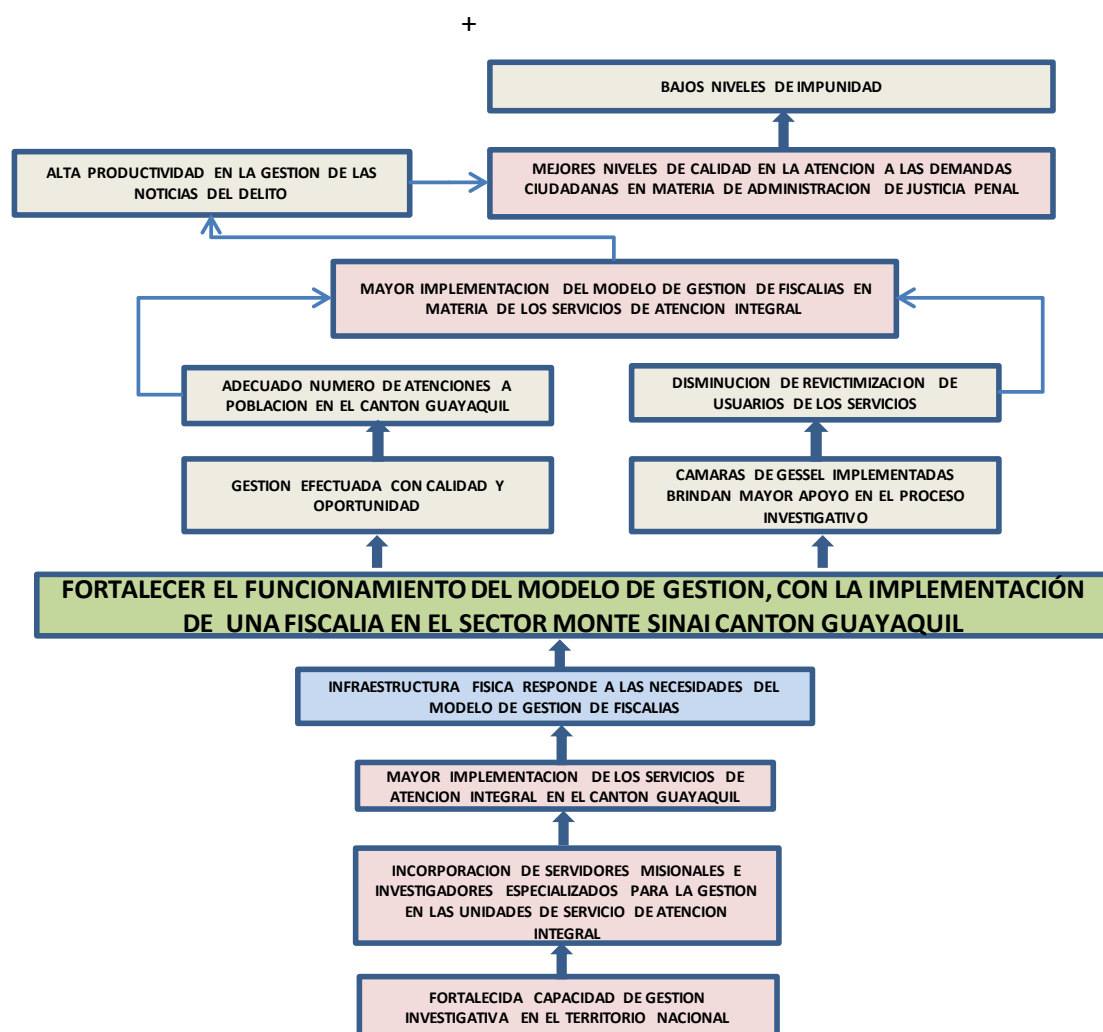 +
BAJOS NIVELES DE IMPUNIDAD
ALTA PRODUCTIVIDAD EN LA GESTION DE LAS
NOTICIAS DEL DELITO
MEJORES NIVELES DE CALIDAD EN LA ATENCION A LAS DEMANDAS
CIUDADANAS EN MATERIA DE ADMINISTRACION DE JUSTICIA PENAL
MAYOR IMPLEMENTACION DEL MODELO DE GESTION DE FISCALIAS EN
MATERIA DE LOS SERVICIOS DE ATENCION INTEGRAL
ADECUADO NUMERO DE ATENCIONES A
POBLACION EN EL CANTON GUAYAQUIL
DISMINUCION DE REVICTIMIZACION DE
USUARIOS DE LOS SERVICIOS
GESTION EFECTUADA CON CALIDAD Y
OPORTUNIDAD
CAMARAS DE GESSEL IMPLEMENTADAS
BRINDAN MAYOR APOYO EN EL PROCESO
INVESTIGATIVO
FORTALECER EL FUNCIONAMIENTO DEL MODELO DE GESTION, CON LA IMPLEMENTACIÓN
DE UNA FISCALIA EN EL SECTOR MONTE SINAI CANTON GUAYAQUIL
INFRAESTRUCTURA FISICA RESPONDE A LAS NECESIDADES DEL
MODELO DE GESTION DE FISCALIAS
MAYOR IMPLEMENTACION DE LOS SERVICIOS DE
ATENCION INTEGRAL EN EL CANTON GUAYAQUIL
INCORPORACION DE SERVIDORES MISIONALES E
INVESTIGADORES ESPECIALIZADOS PARA LA GESTION
EN LAS UNIDADES DE SERVICIO DE ATENCION
INTEGRAL
FORTALECIDA CAPACIDAD DE GESTION
INVESTIGATIVA EN EL TERRITORIO NACIONAL